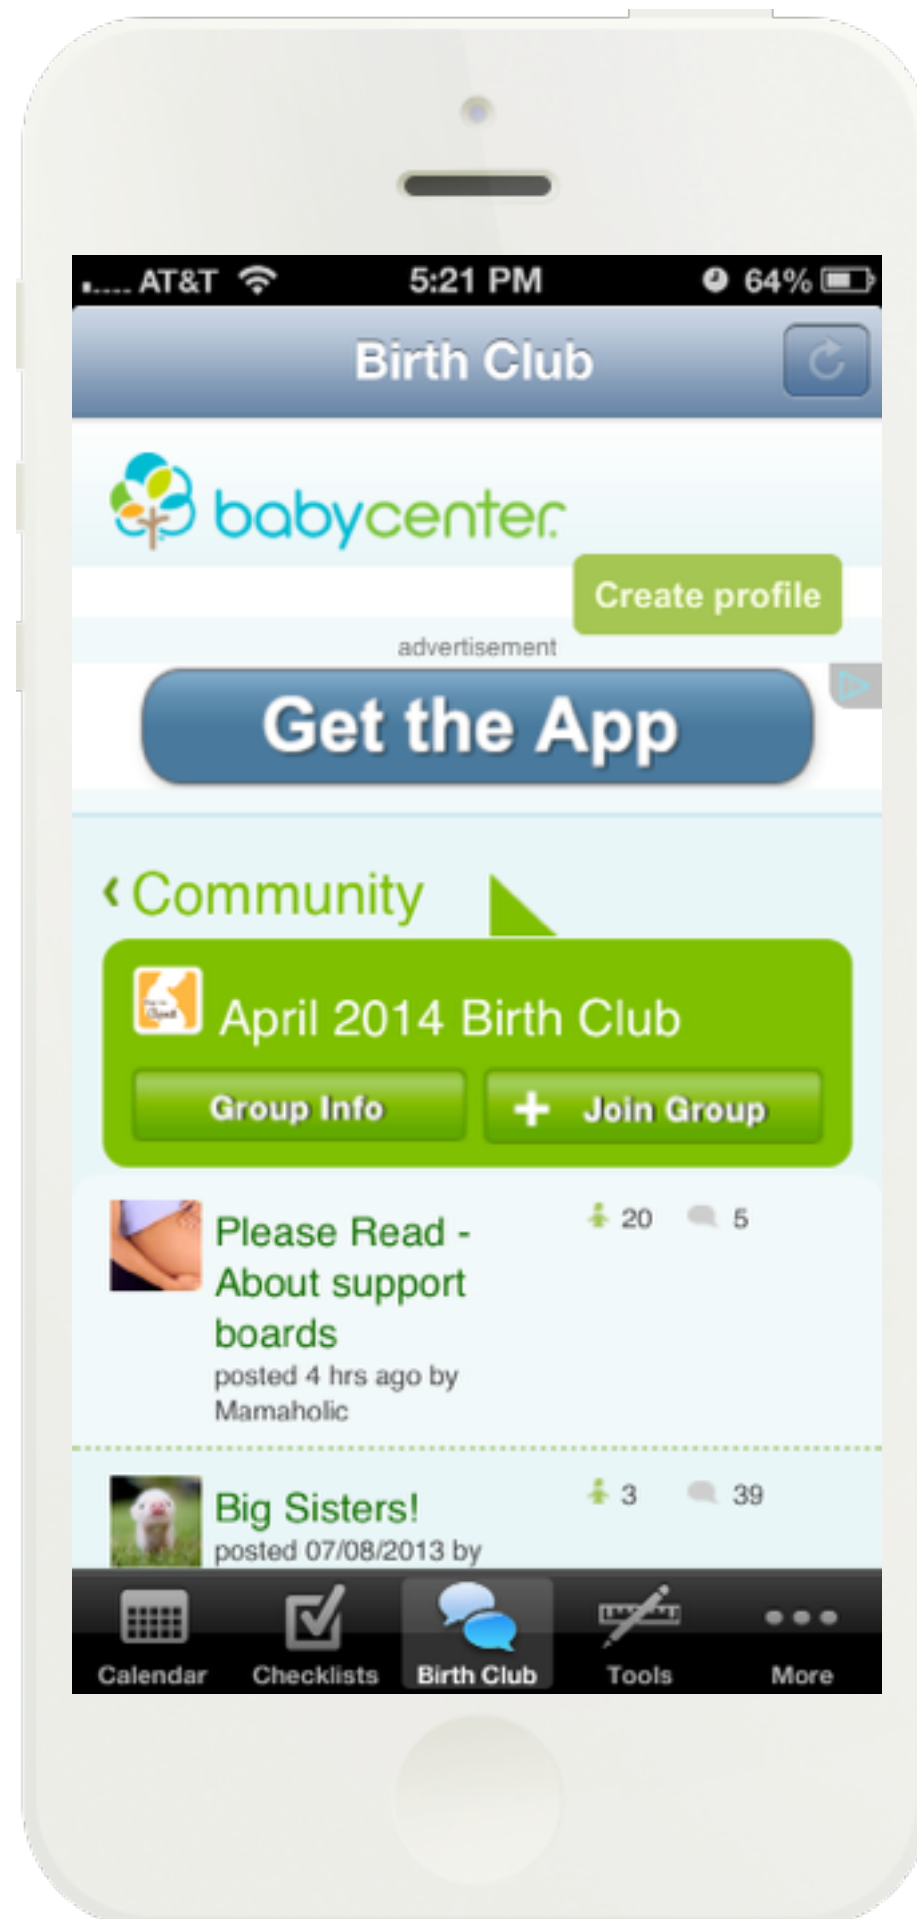 AT&T 5:21 PM 64%
Birth Club
babycenter
Create profile
advertisement
Get the App
Community
April 2014 Birth Club
Group Info + Join Group
Please Read - 20 5
About support
boards
posted 4 hrs ago by
Mamaholic
Big Sisters! 3 39
posted 07/08/2013 by
Calendar Checklists Birth Club Tools More